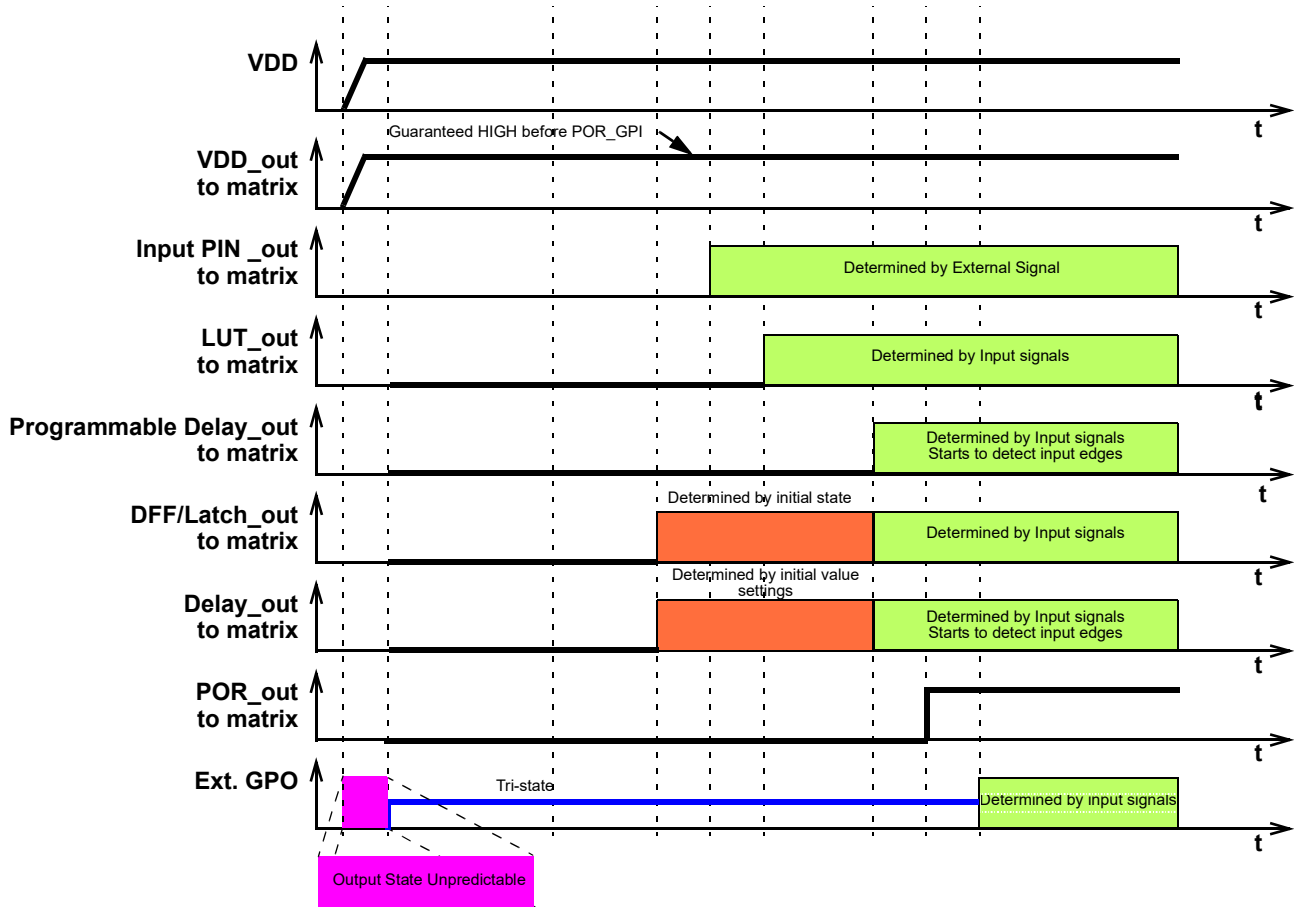 VDD
t
Guaranteed HIGH before POR_GPI
VDD_out
to matrix
t
Input PIN _out
to matrix
Determined by External Signal
t
LUT_out
to matrix
Determined by Input signals
t
Programmable Delay_out
to matrix
Determined by Input signals
Starts to detect input edges
t
Determined by initial state
DFF/Latch_out
to matrix
Determined by Input signals
t
Determined by initial value
settings
Delay_out
to matrix
Determined by Input signals
Starts to detect input edges
t
POR_out
to matrix
t
Ext. GPO
Tri-state
Determined by input signals
t
Output State Unpredictable